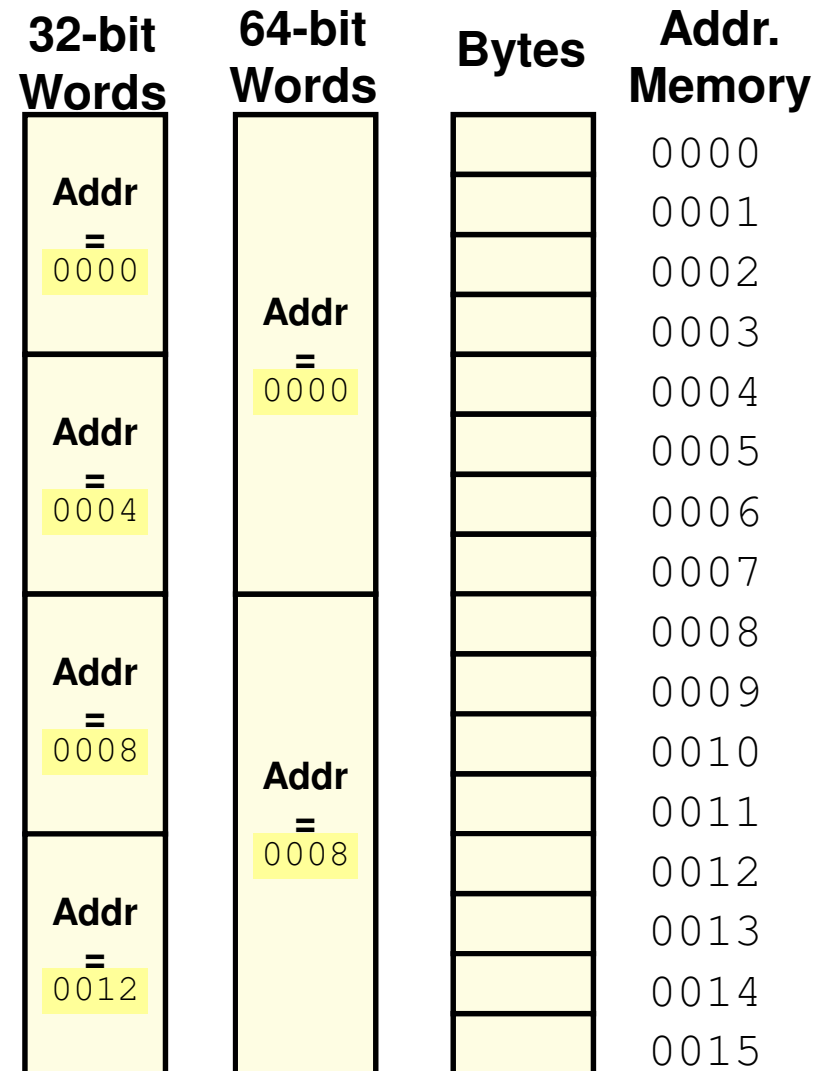 32-bit
Words
64-bit
Words
Bytes
Addr.
Memory
Addr
=
0000
Addr
=
0004
Addr
=
0008
Addr
=
0012
Addr
=
0000
Addr
=
0008
0000
0001
0002
0003
0004
0005
0006
0007
0008
0009
0010
0011
0012
0013
0014
0015